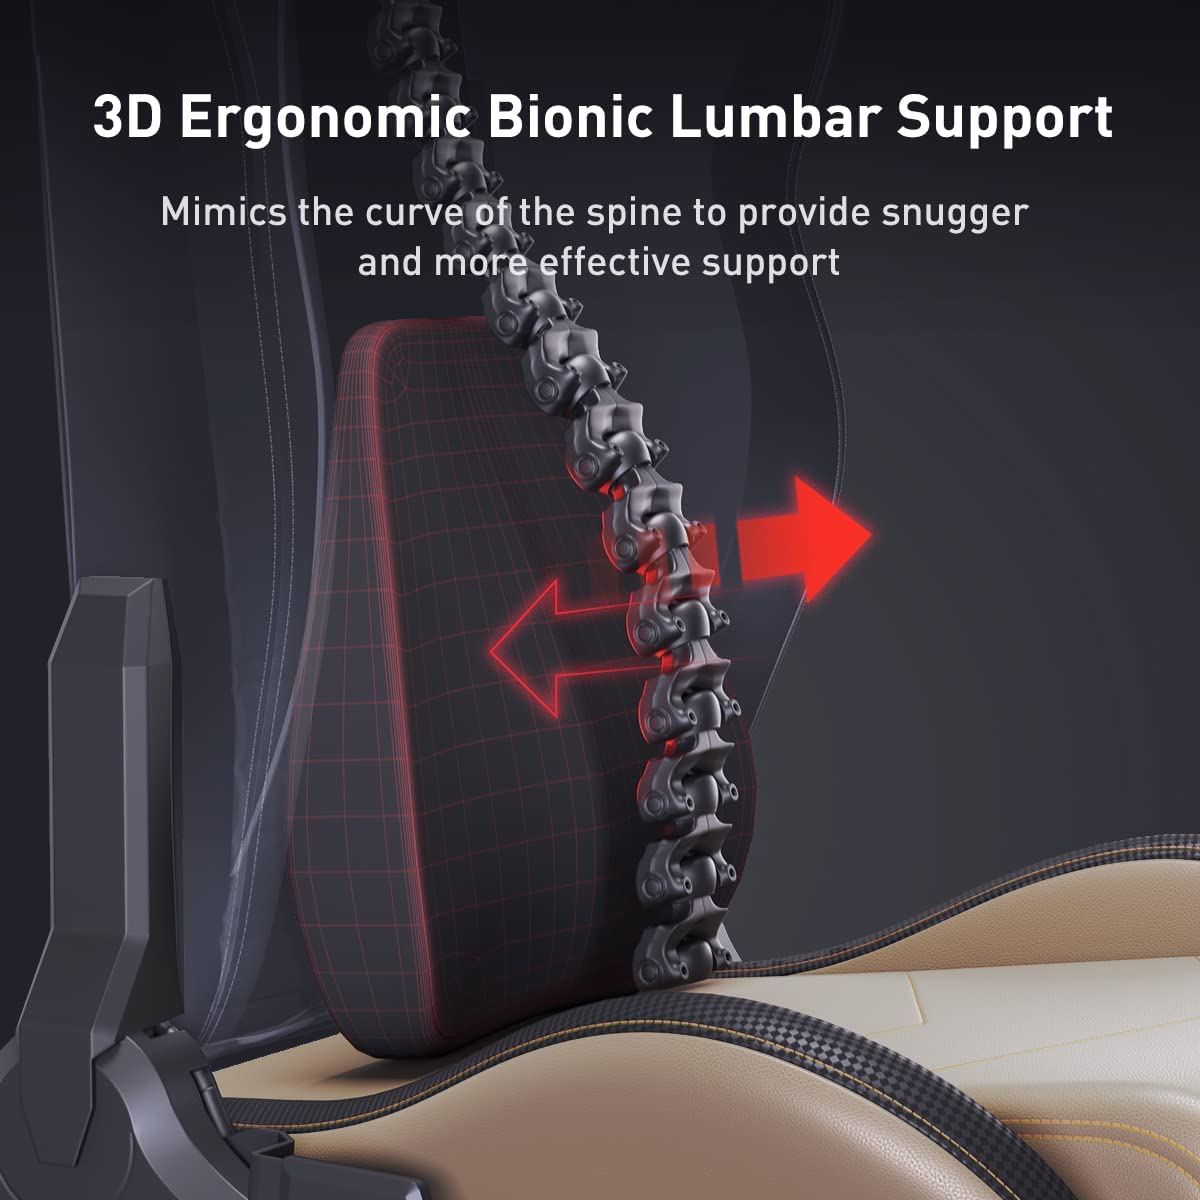 3D Ergonomic Bionic Lumbar Support
Mimics the curve of the spine to provide snugger
and more effective support